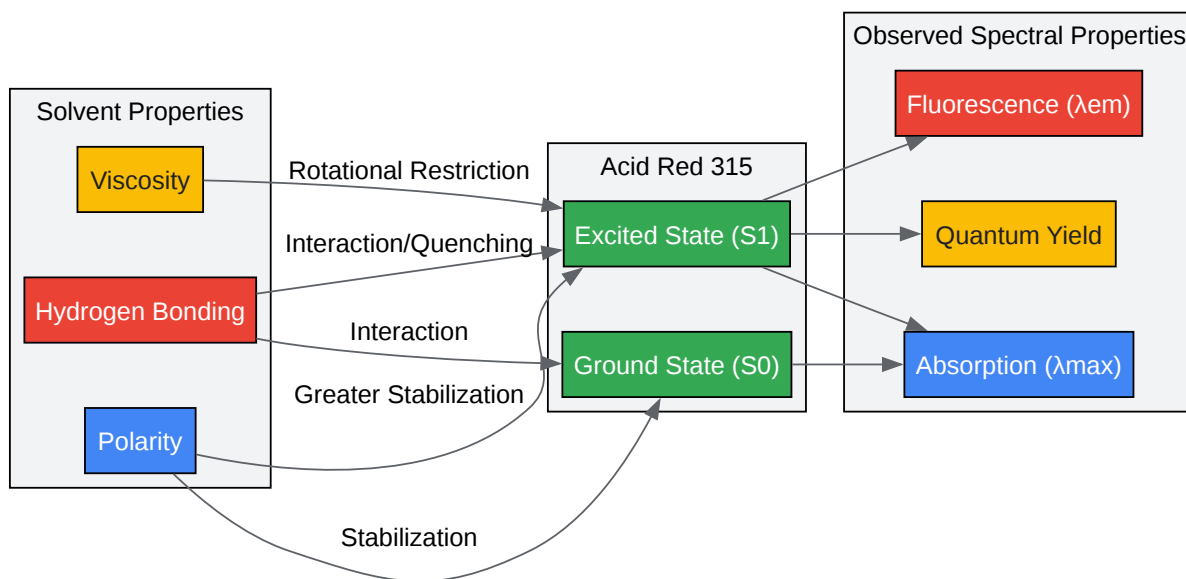 Solvent Properties
Viscosity
Hydrogen Bonding
Polarity
Rotational Restriction
Interaction/Quenching
Interaction
Greater Stabilization
Stabilization
Acid Red 315
Excited State (S1)
Ground State (S0)
Observed Spectral Properties
Fluorescence (λem)
Quantum Yield
Absorption (λmax)